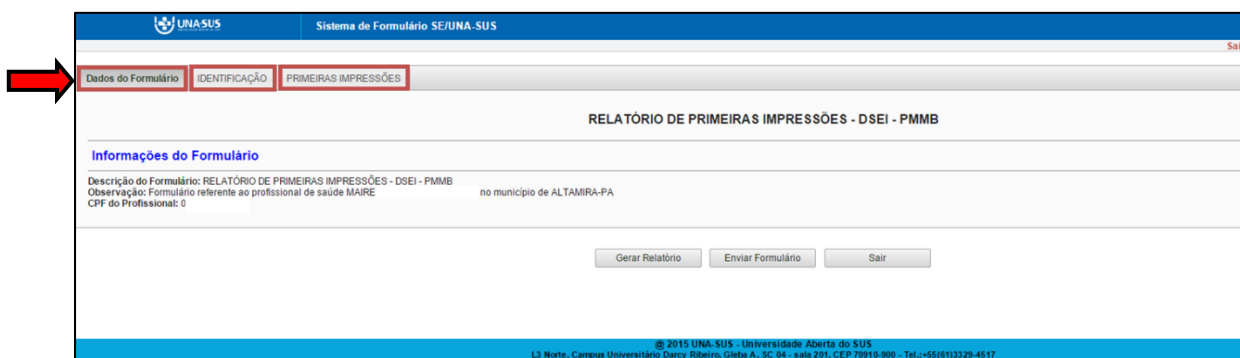 UNA-SUS
Sistema de Formulário SE/UNA-SUS
Sai
Dados do Formulário IDENTIFICAÇÃO PRIMEIRAS IMPRESSÕES
RELATÓRIO DE PRIMEIRAS IMPRESSÕES - DSEI - PMMB
Informações do Formulário
Descrição do Formulário: RELATÓRIO DE PRIMEIRAS IMPRESSÕES - DSEI - PMMB
Observação: Formulário referente ao profissional de saúde MAIRE no município de ALTAMIRA-PA
CPF do Profissional: 0
Gerar Relatório Enviar Formulário Sair
@ 2015 UNA-SUS - Universidade Aberta do SUS
L3 Norte, Campus Universitário Darcy Ribeiro, Gleba A, SC 04 - sala 201, CEP 70910-900 - Tel.:+55(61)3329-4517